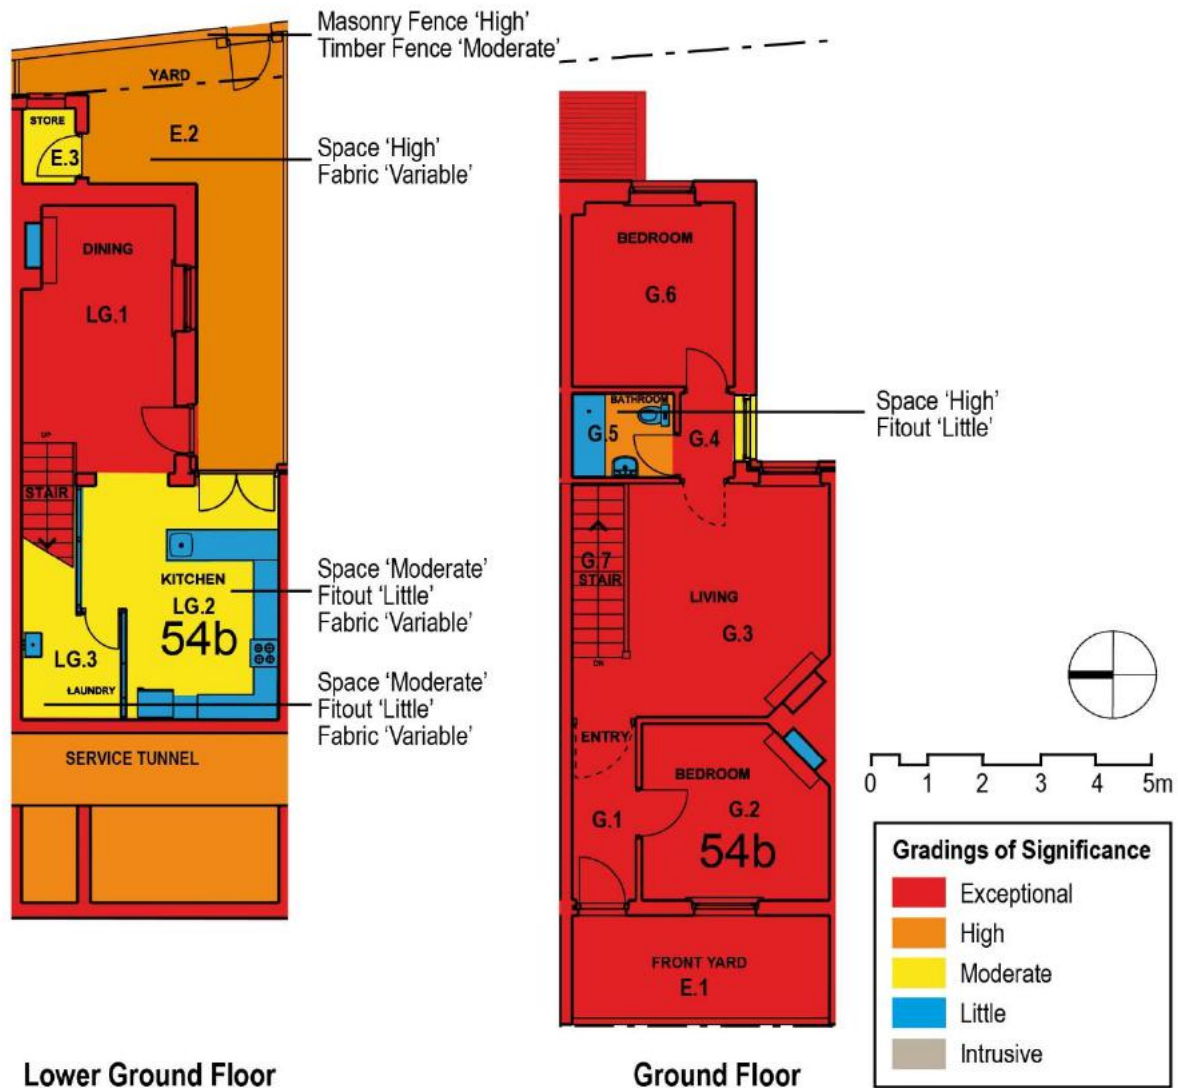 Masonry Fence 'High'
Timber Fence 'Moderate'
YARD
STORE
E.2
E.3
Space 'High'
Fabric 'Variable'
DINING
LG.1
UP
STAIR
KITCHEN
LG.2
54b
Space 'Moderate'
Fitout 'Little'
Fabric 'Variable'
LG.3
LAUNDRY
Space 'Moderate'
Fitout 'Little'
Fabric 'Variable'
SERVICE TUNNEL
Lower Ground Floor
BEDROOM
G.6
BATHROOM
G.5
G.4
Space 'High'
Fitout 'Little'
G.7
STAIR
LIVING
G.3
DN
ENTRY
BEDROOM
G.1
G.2
54b
FRONT YARD
E.1
Ground Floor
0 1 2 3 4 5m
Gradings of Significance
Exceptional
High
Moderate
Little
Intrusive